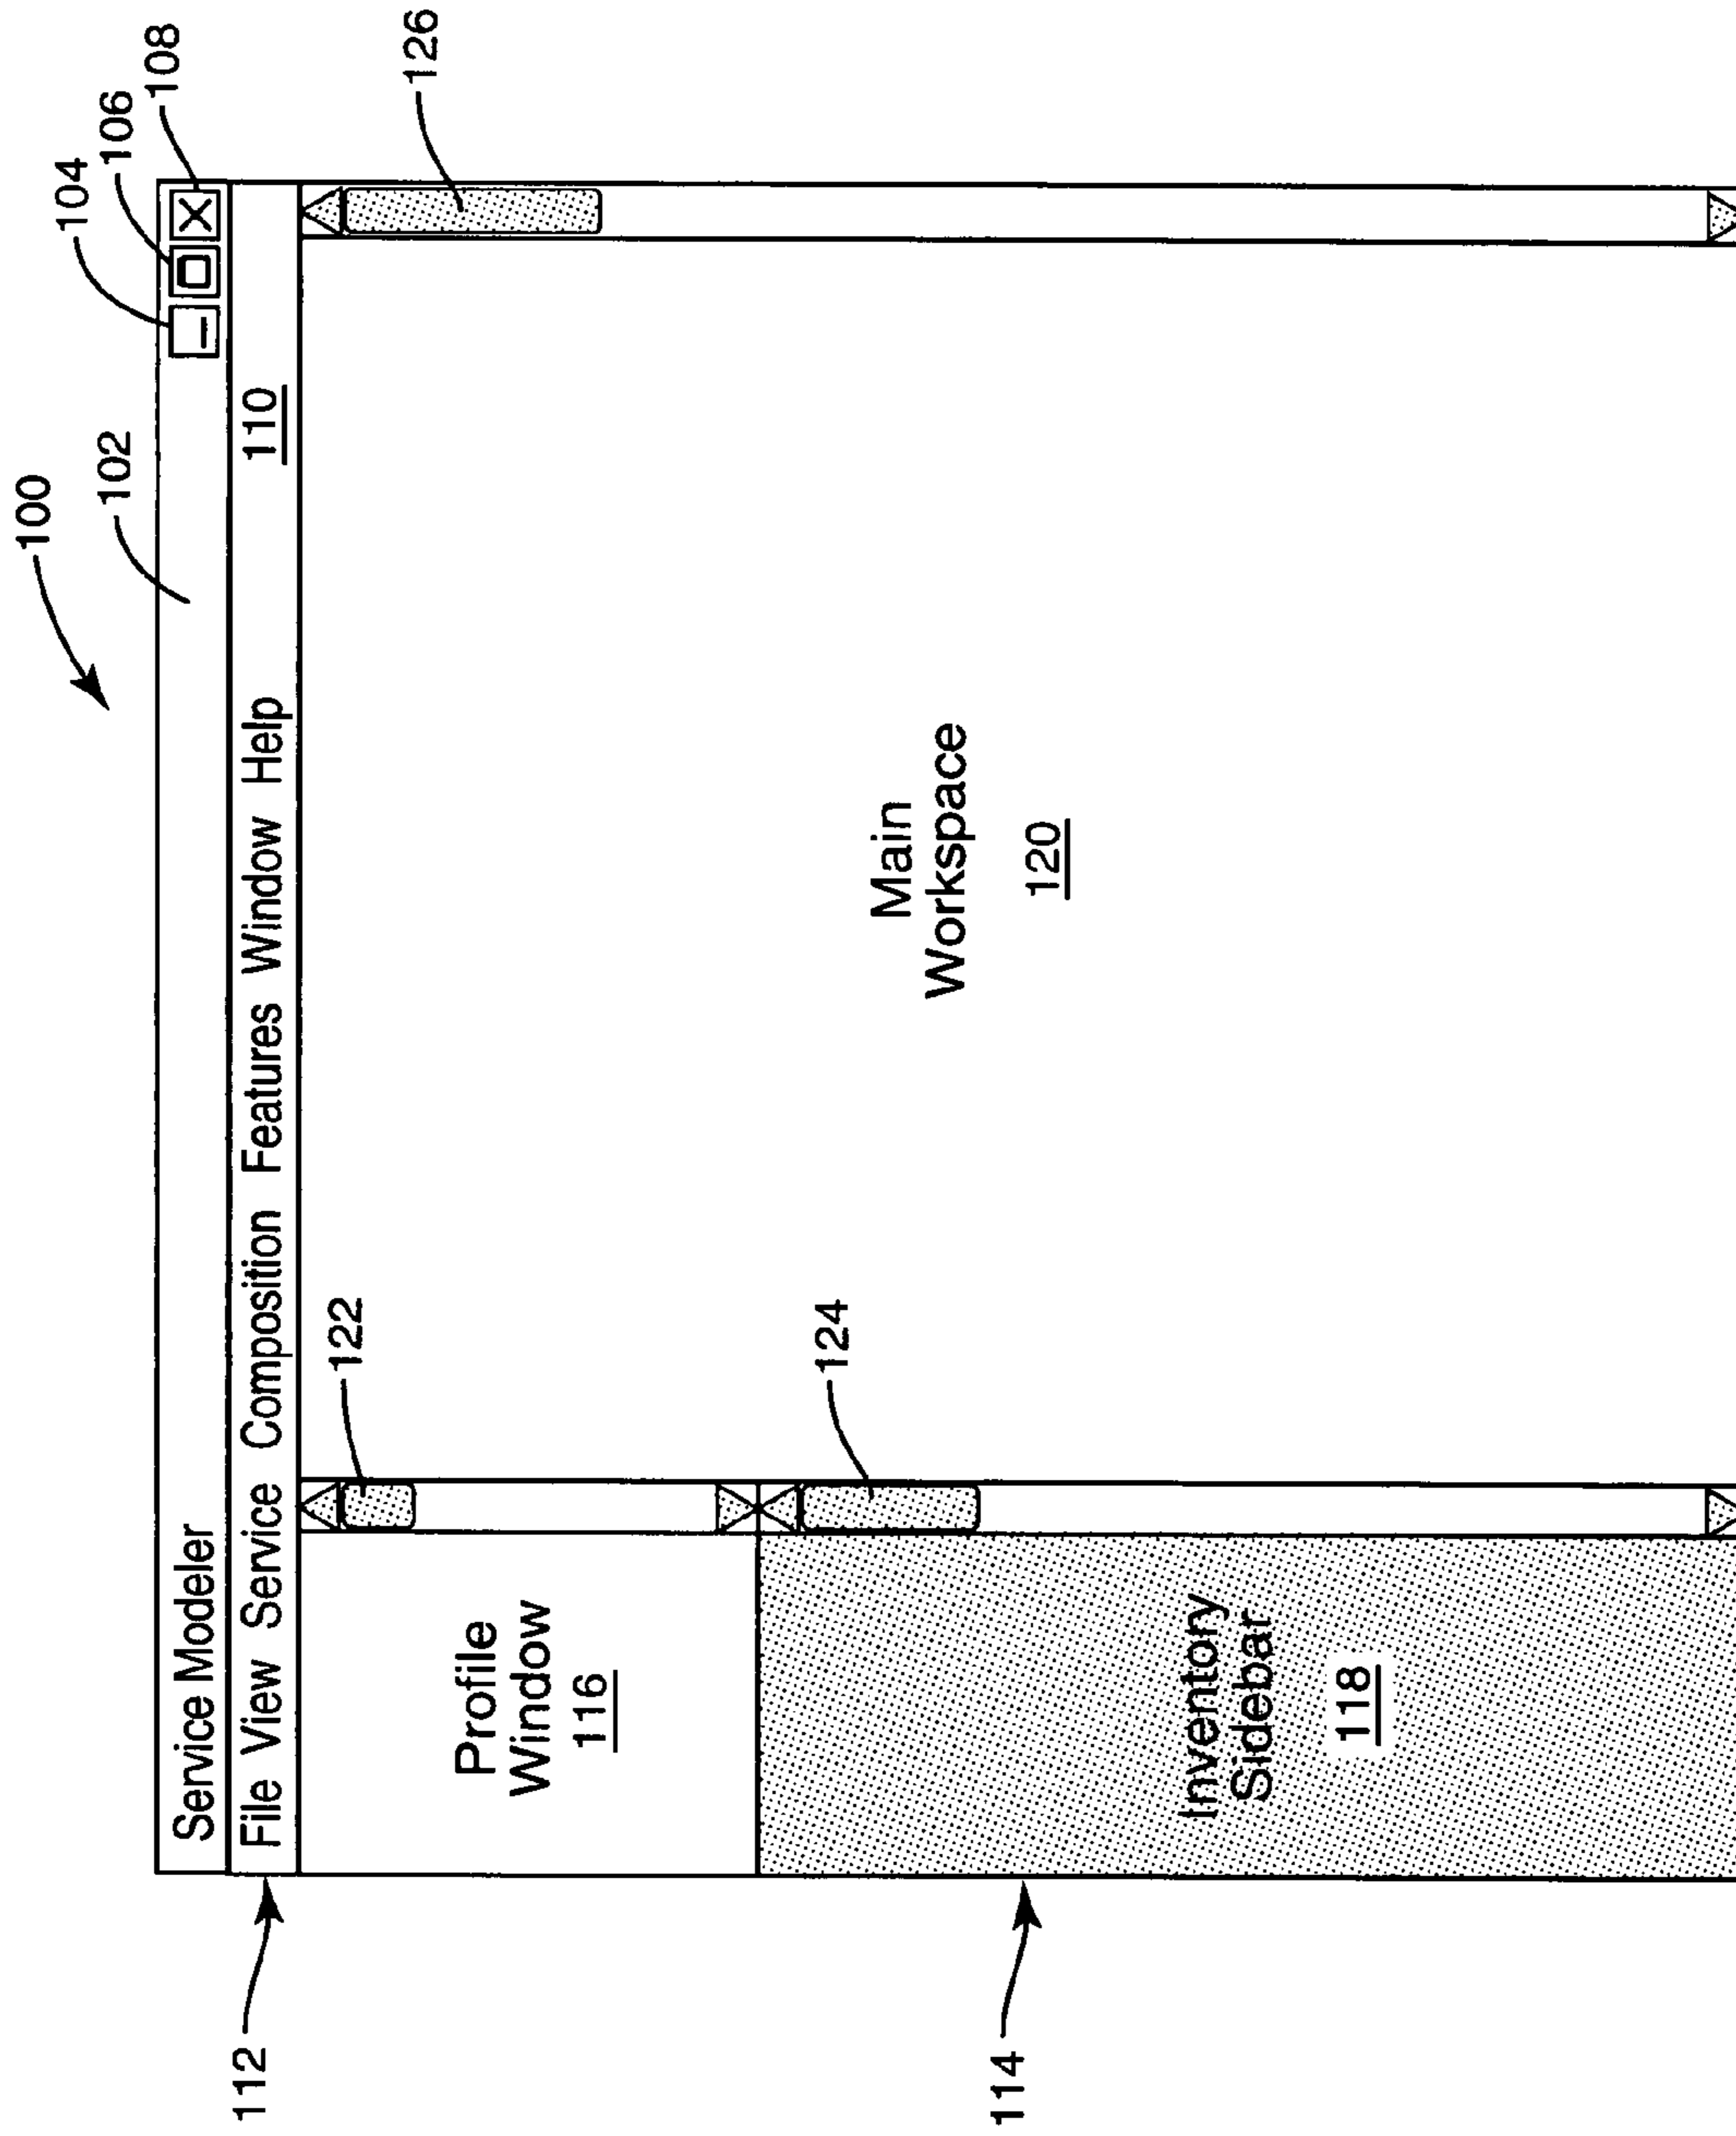 100
102
104
106
108
Service Modeler
112
File View Service Composition Features Window Help 110
122
126
Profile
Window
116
Main
Workspace
120
124
114
Inventory
Sidebar
118